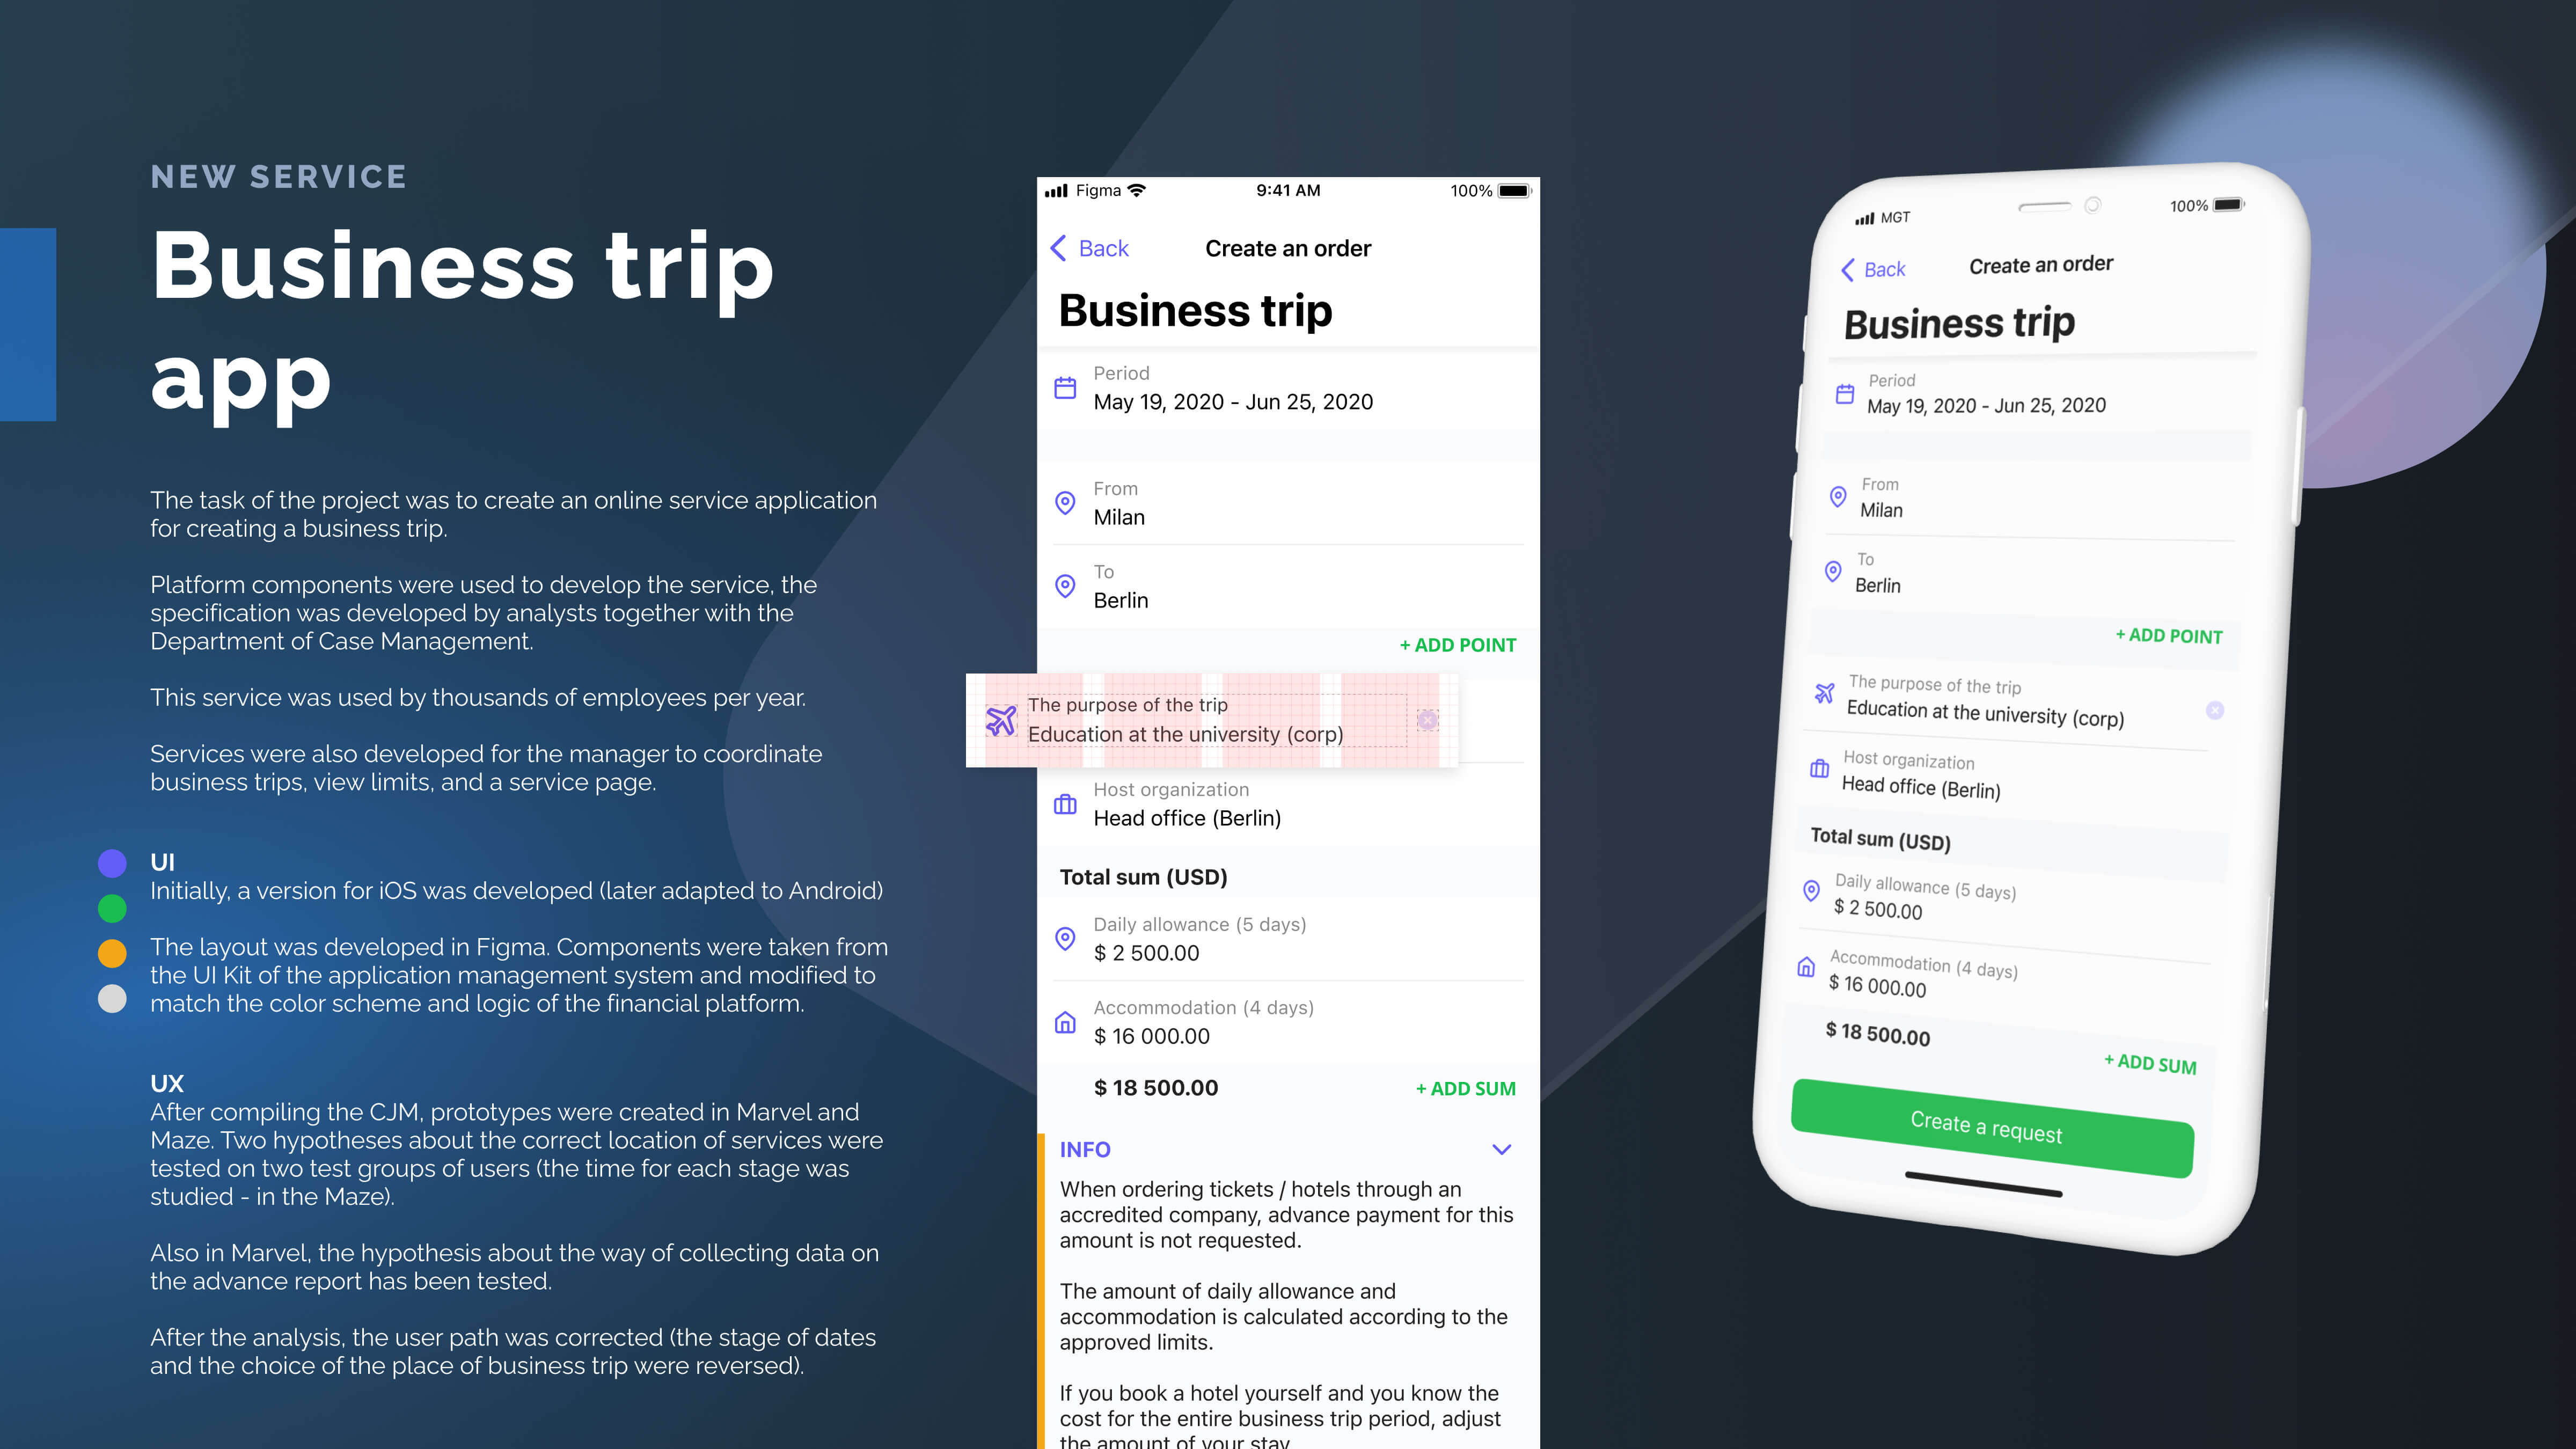 NEW SERVICE
Business trip
app
The task of the project was to create an online service application
for creating a business trip.
Platform components were used to develop the service, the
specification was developed by analysts together with the
Department of Case Management.
This service was used by thousands of employees per year.
Services were also developed for the manager to coordinate
business trips, view limits, and a service page.
UI
Initially, a version for iOS was developed (later adapted to Android)
The layout was developed in Figma. Components were taken from
the UI Kit of the application management system and modified to
match the color scheme and logic of the financial platform.
UX
After compiling the CJM, prototypes were created in Marvel and
Maze. Two hypotheses about the correct location of services were
tested on two test groups of users (the time for each stage was
studied - in the Maze).
Also in Marvel, the hypothesis about the way of collecting data on
the advance report has been tested.
After the analysis, the user path was corrected (the stage of dates
and the choice of the place of business trip were reversed).
Figma 9:41 AM 100%
Back Create an order
Business trip
Period
May 19, 2020 - Jun 25, 2020
From
Milan
To
Berlin
+ ADD POINT
The purpose of the trip
Education at the university (corp)
Host organization
Head office (Berlin)
Total sum (USD)
Daily allowance (5 days)
$ 2 500.00
Accommodation (4 days)
$ 16 000.00
$ 18 500.00 + ADD SUM
INFO
When ordering tickets / hotels through an
accredited company, advance payment for this
amount is not requested.
The amount of daily allowance and
accommodation is calculated according to the
approved limits.
If you book a hotel yourself and you know the
cost for the entire business trip period, adjust
the amount of your stay
MGT 100%
Back Create an order
Business trip
Period
May 19, 2020 - Jun 25, 2020
From
Milan
To
Berlin
+ ADD POINT
The purpose of the trip
Education at the university (corp)
Host organization
Head office (Berlin)
Total sum (USD)
Daily allowance (5 days)
$ 2 500.00
Accommodation (4 days)
$ 16 000.00
$ 18 500.00 + ADD SUM
Create a request